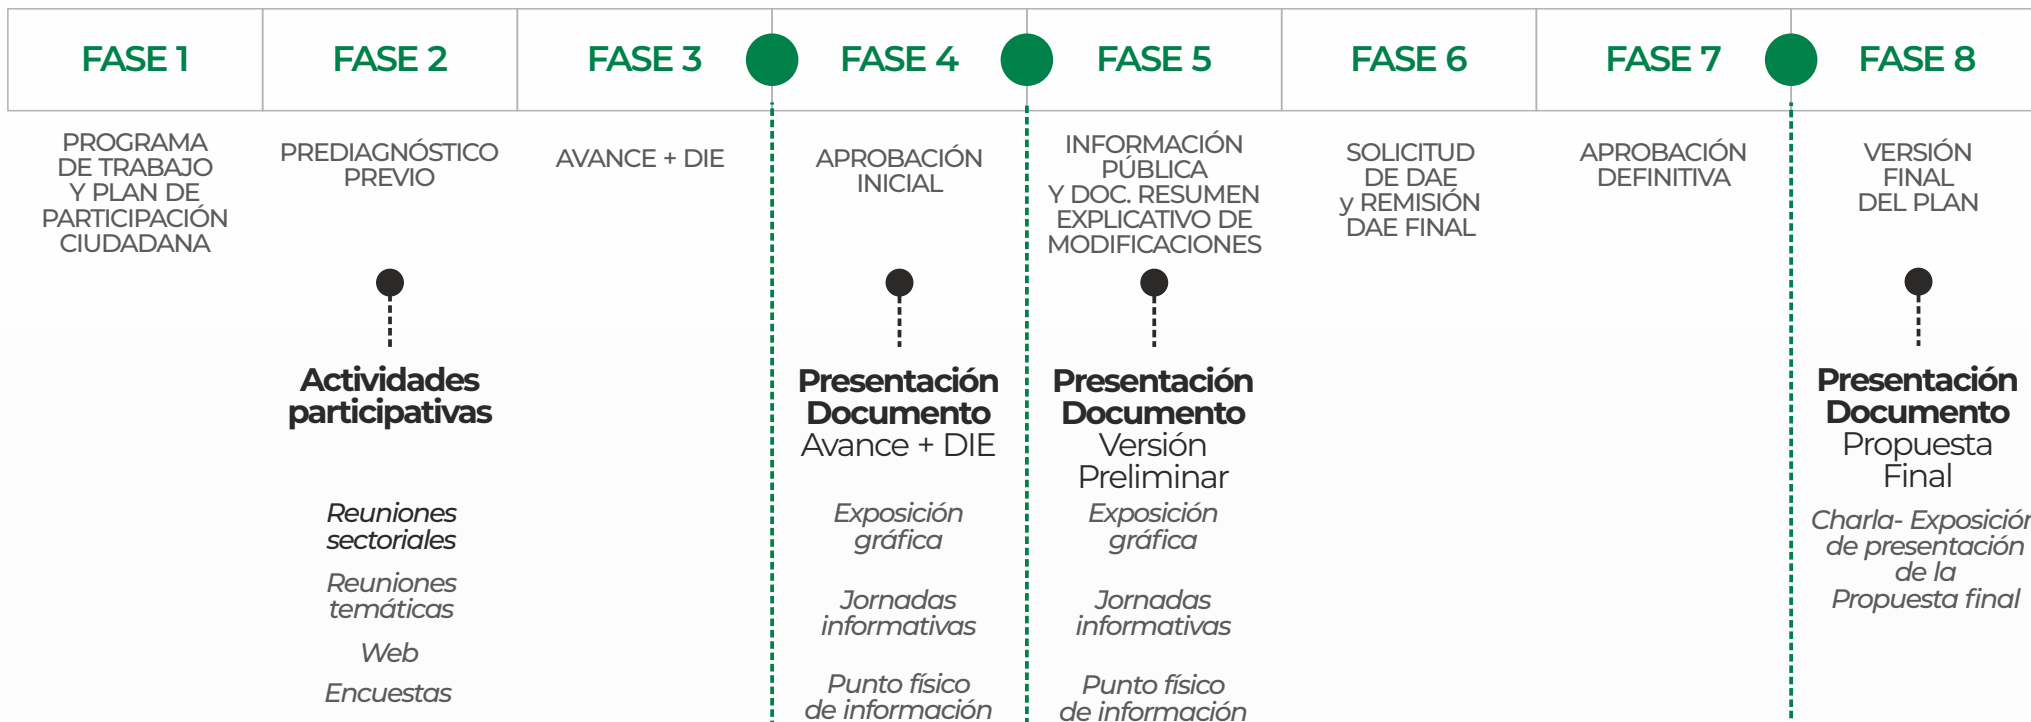 FASE 1
FASE 2
FASE 3
FASE 4
FASE 5
FASE 6
FASE 7
FASE 8
PROGRAMA
DE TRABAJO
Y PLAN DE
PARTICIPACIÓN
CIUDADANA
PREDIAGNÓSTICO
PREVIO
AVANCE + DIE
APROBACIÓN
INICIAL
INFORMACIÓN
PÚBLICA
Y DOC. RESUMEN
EXPLICATIVO DE
MODIFICACIONES
SOLICITUD
DE DAE
y REMISIÓN
DAE FINAL
APROBACIÓN
DEFINITIVA
VERSIÓN
FINAL
DEL PLAN
Actividades
participativas
Reuniones
sectoriales
Reuniones
temáticas
Web
Encuestas
Presentación
Documento
Avance + DIE
Exposición
gráfica
Jornadas
informativas
Punto físico
de información
Presentación
Documento
Versión
Preliminar
Exposición
gráfica
Jornadas
informativas
Punto físico
de información
Presentación
Documento
Propuesta
Final
Charla- Exposición
de presentación
de la
Propuesta final